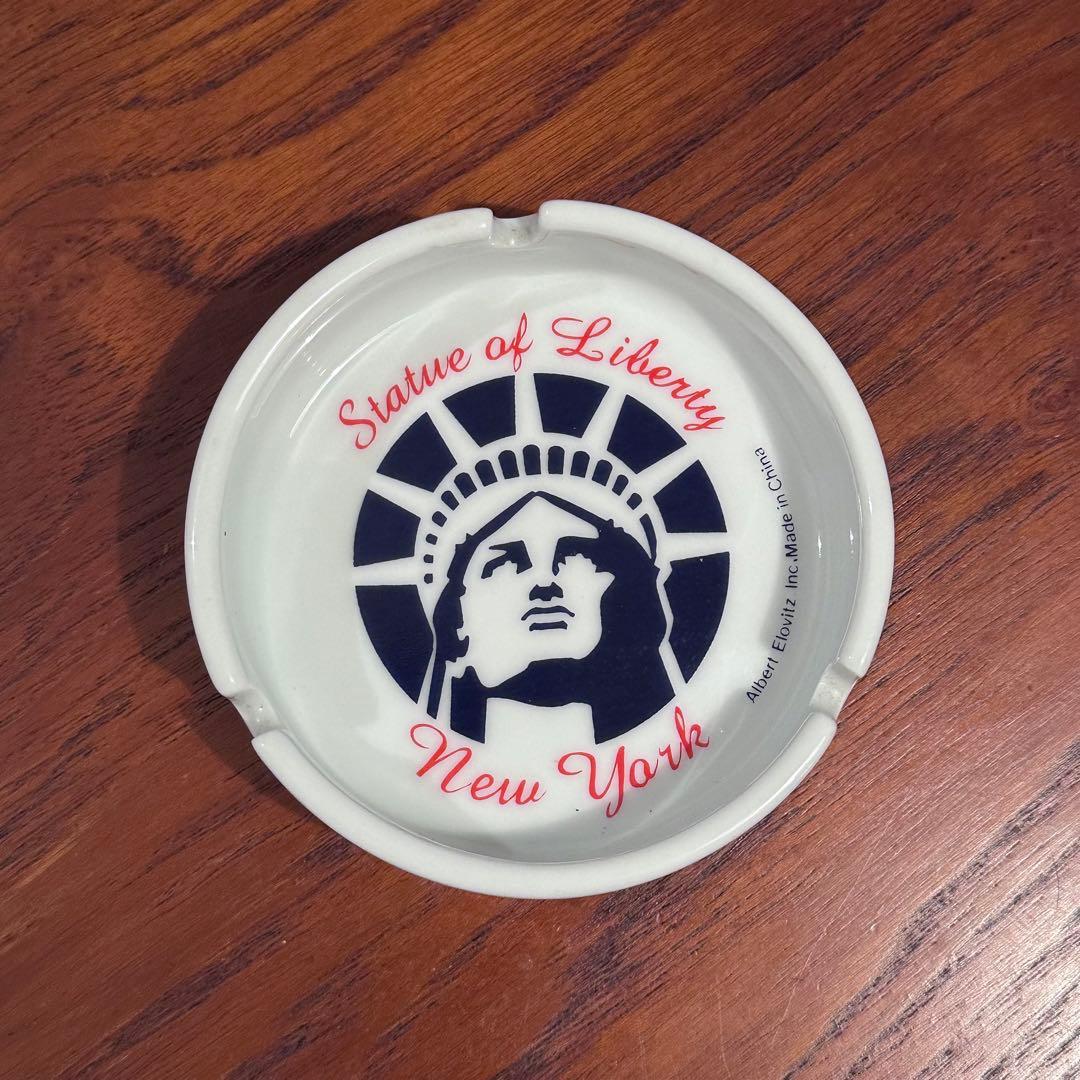 Statue of Liberty
New York
Albert Elovitz Inc.Made in China